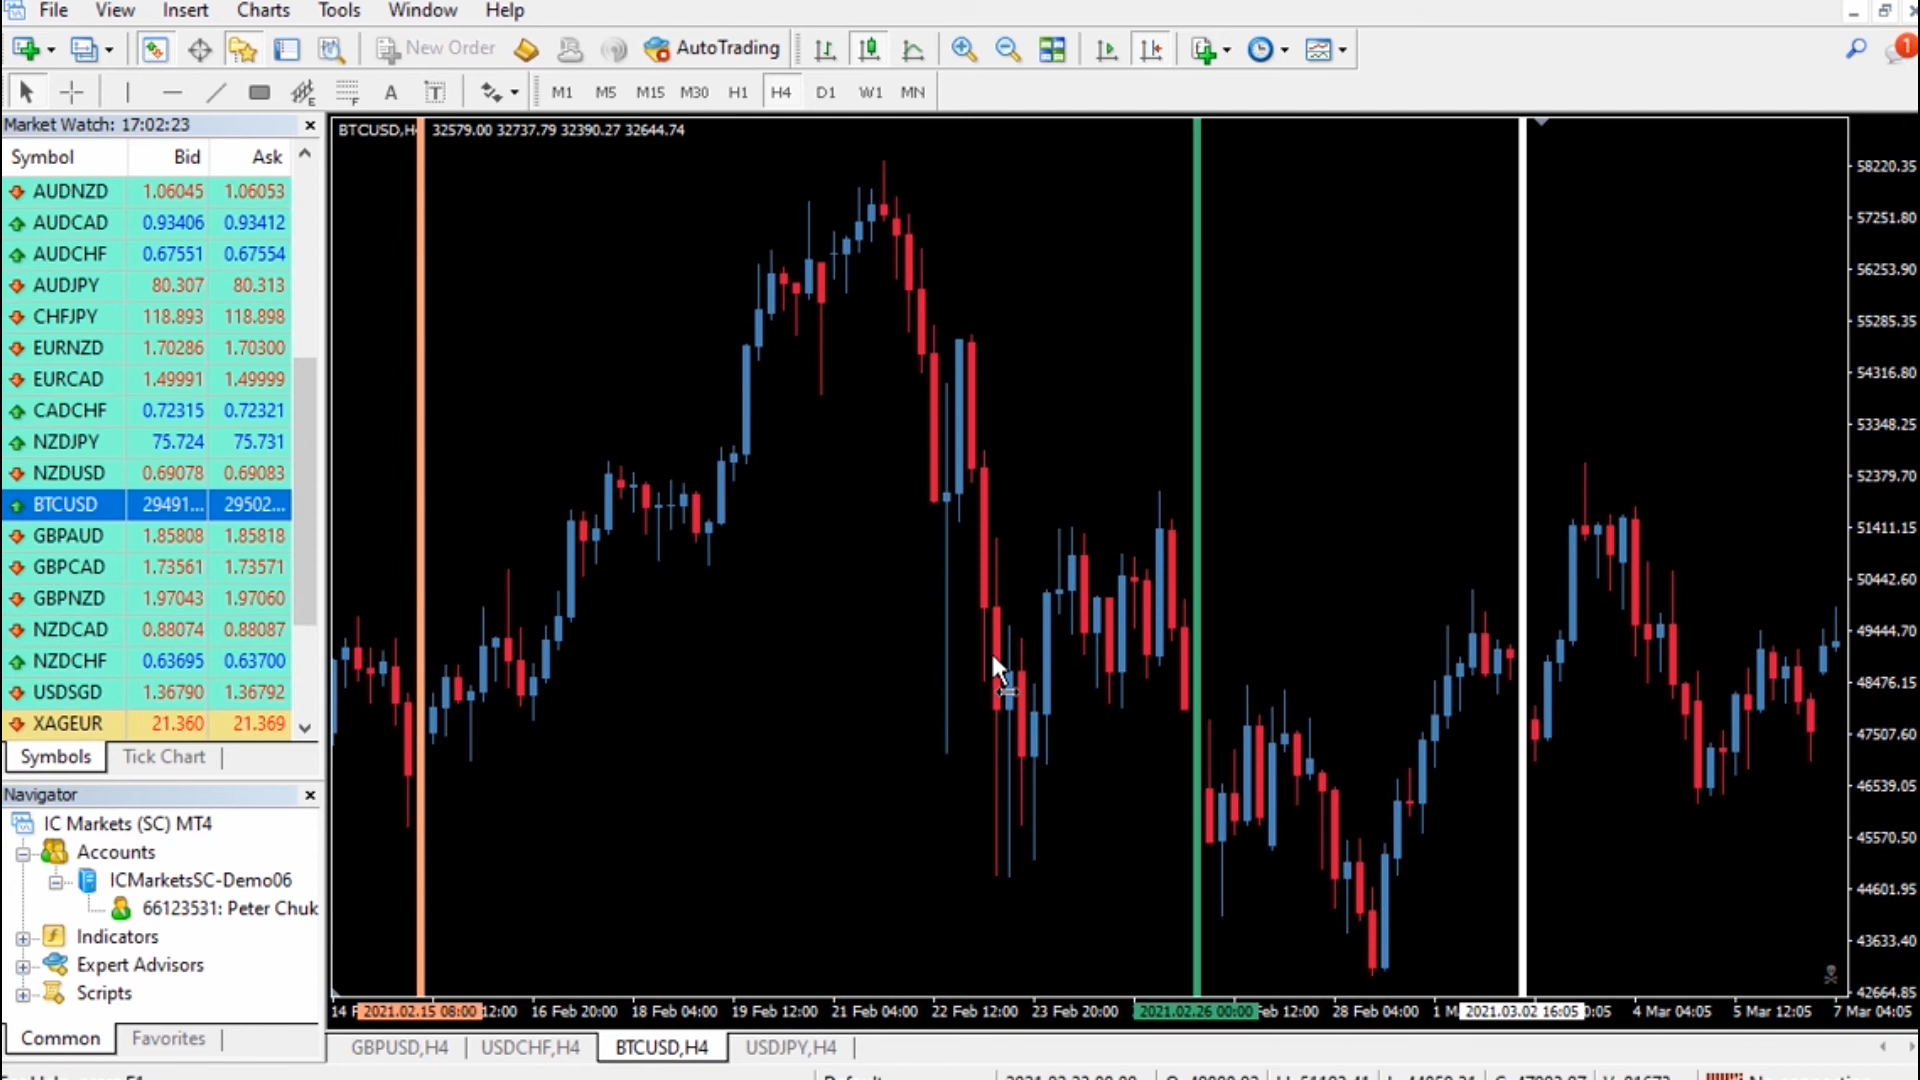 File View Insert Charts Tools Window Help
New Order AutoTrading 1
E F A T M1 M5 M15 M30 H1 H4 D1 W1 MN
Market Watch: 17:02:23
Symbol Bid Ask
AUDNZD 1.06045 1.06053
AUDCAD 0.93406 0.93412
AUDCHF 0.67551 0.67554
AUDJPY 80.307 80.313
CHFJPY 118.893 118.898
EURNZD 1.70286 1.70300
EURCAD 1.49991 1.49999
CADCHF 0.72315 0.72321
NZDJPY 75.724 75.731
NZDUSD 0.69078 0.69083
BTCUSD 29491... 29502...
GBPAUD 1.85808 1.85818
GBPCAD 1.73561 1.73571
GBPNZD 1.97043 1.97060
NZDCAD 0.88074 0.88087
NZDCHF 0.63695 0.63700
USDSGD 1.36790 1.36792
XAGEUR 21.360 21.369
Symbols Tick Chart
Navigator
IC Markets (SC) MT4
Accounts
ICMarketsSC-Demo06
66123531: Peter Chuk
Indicators
Expert Advisors
Scripts
Common Favorites
BTCUSD,H4 32579.00 32737.79 32390.27 32644.74
58220.35
57251.80
56253.90
55285.35
54316.80
53348.25
52379.70
51411.15
50442.60
49444.70
48476.15
47507.60
46539.05
45570.50
44601.95
43633.40
42664.85
14 F 2021.02.15 08:00 12:00 16 Feb 20:00 18 Feb 04:00 19 Feb 12:00 21 Feb 04:00 22 Feb 12:00 23 Feb 20:00 2021.02.26 00:00 eb 12:00 28 Feb 04:00 1 M 2021.03.02 16:05 0:05 4 Mar 04:05 5 Mar 12:05 7 Mar 04:05
GBPUSD,H4 USDCHF,H4 BTCUSD,H4 USDJPY,H4